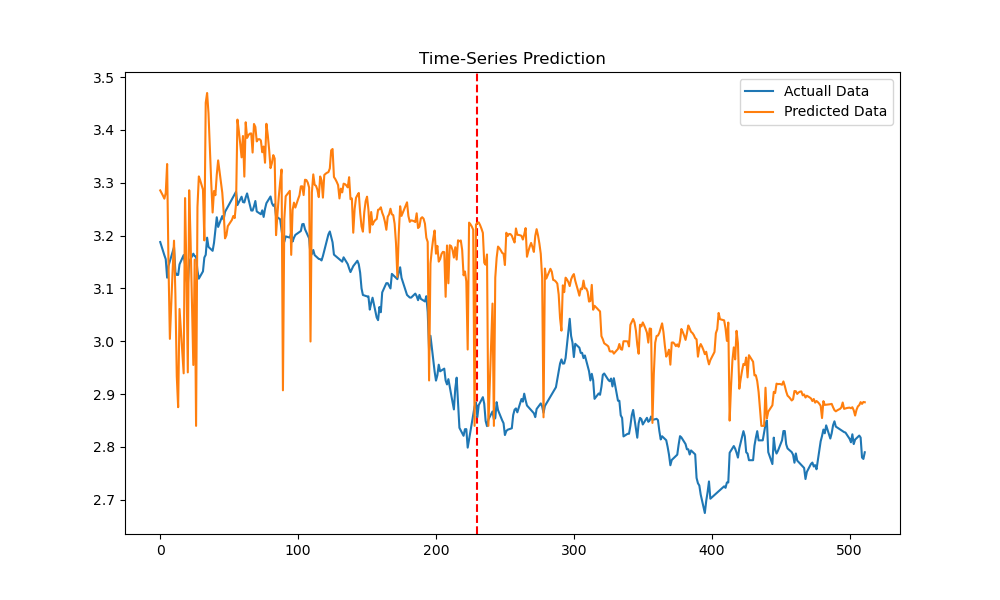 Time-Series Prediction
Actuall Data
Predicted Data
3.5
3.4
3.3
3.2
3.1
3.0
2.9
2.8
2.7
0 100 200 300 400 500